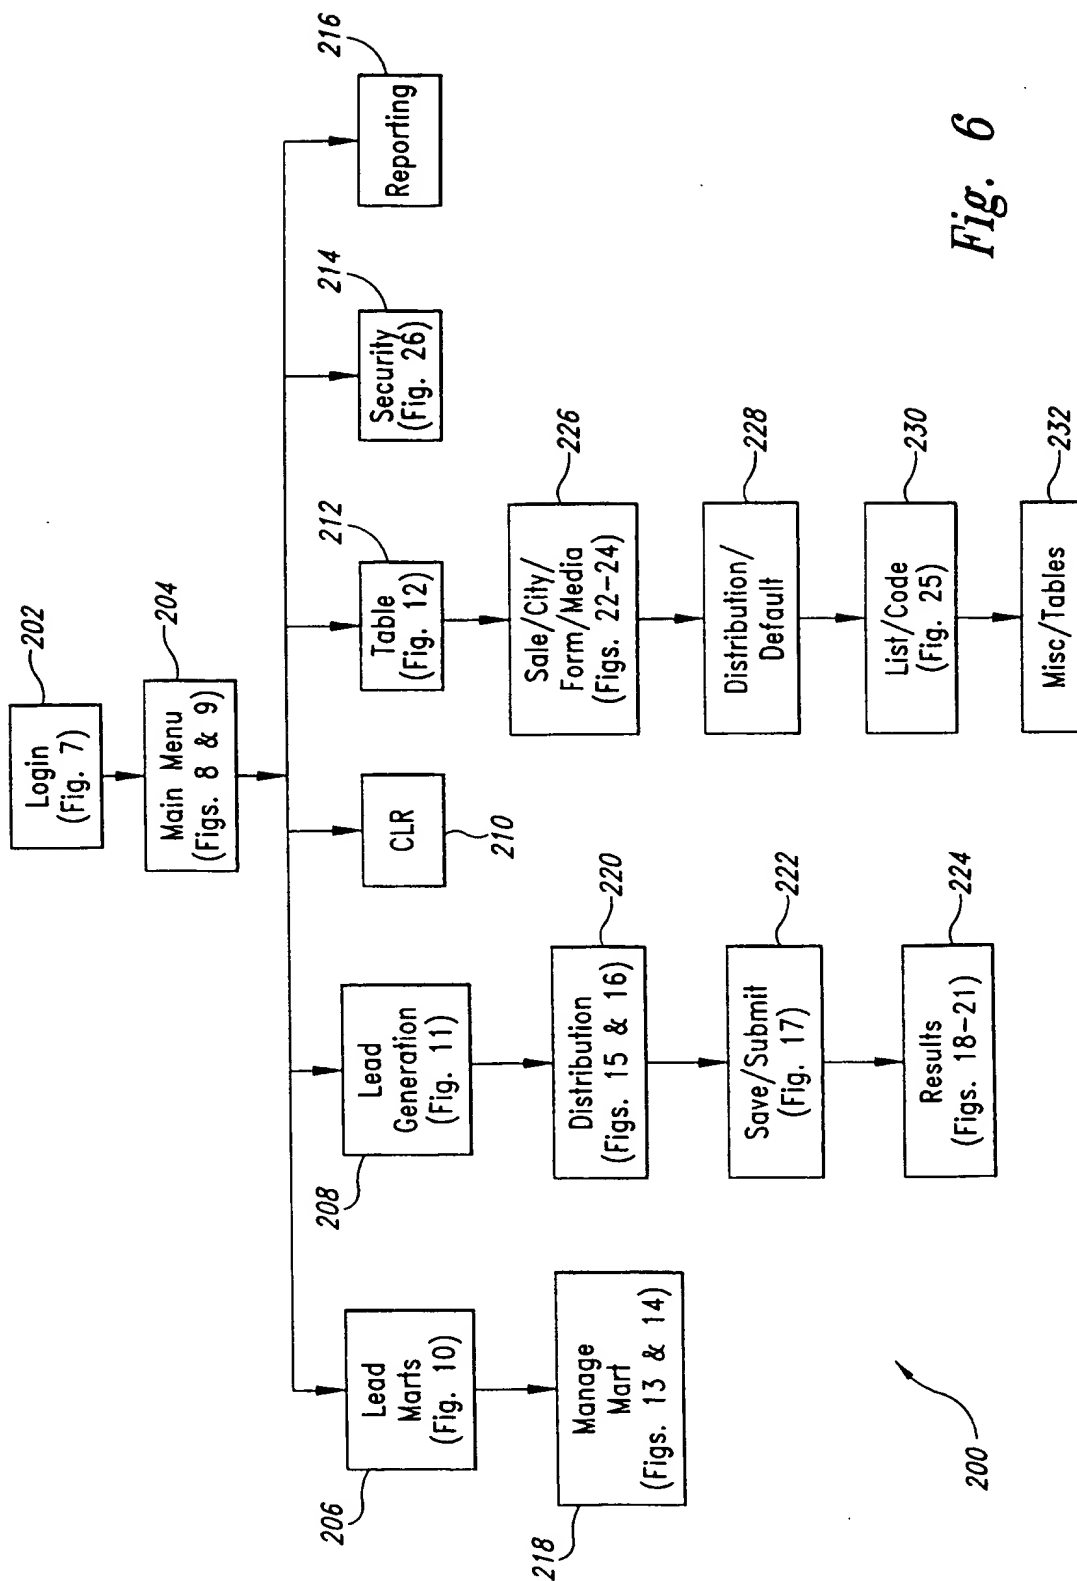 202
Login
(Fig. 7)
204
Main Menu
(Figs. 8 & 9)
206
Lead
Marts
(Fig. 10)
208
Lead
Generation
(Fig. 11)
CLR
210
212
Table
(Fig. 12)
214
Security
(Fig. 26)
216
Reporting
218
Manage
Mart
(Figs. 13 & 14)
220
Distribution
(Figs. 15 & 16)
222
Save/Submit
(Fig. 17)
224
Results
(Figs. 18-21)
226
Sale/City/
Form/Media
(Figs. 22-24)
228
Distribution/
Default
230
List/Code
(Fig. 25)
232
Misc/Tables
200
Fig. 6